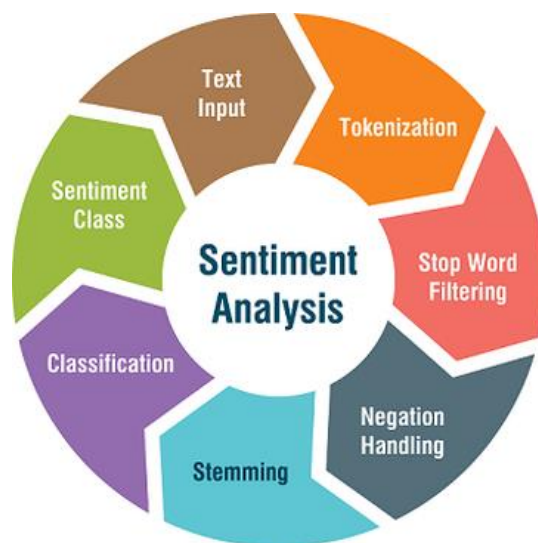 Text
Input
Tokenization
Stop Word
Filtering
Negation
Handling
Stemming
Classification
Sentiment
Class
Sentiment
Analysis